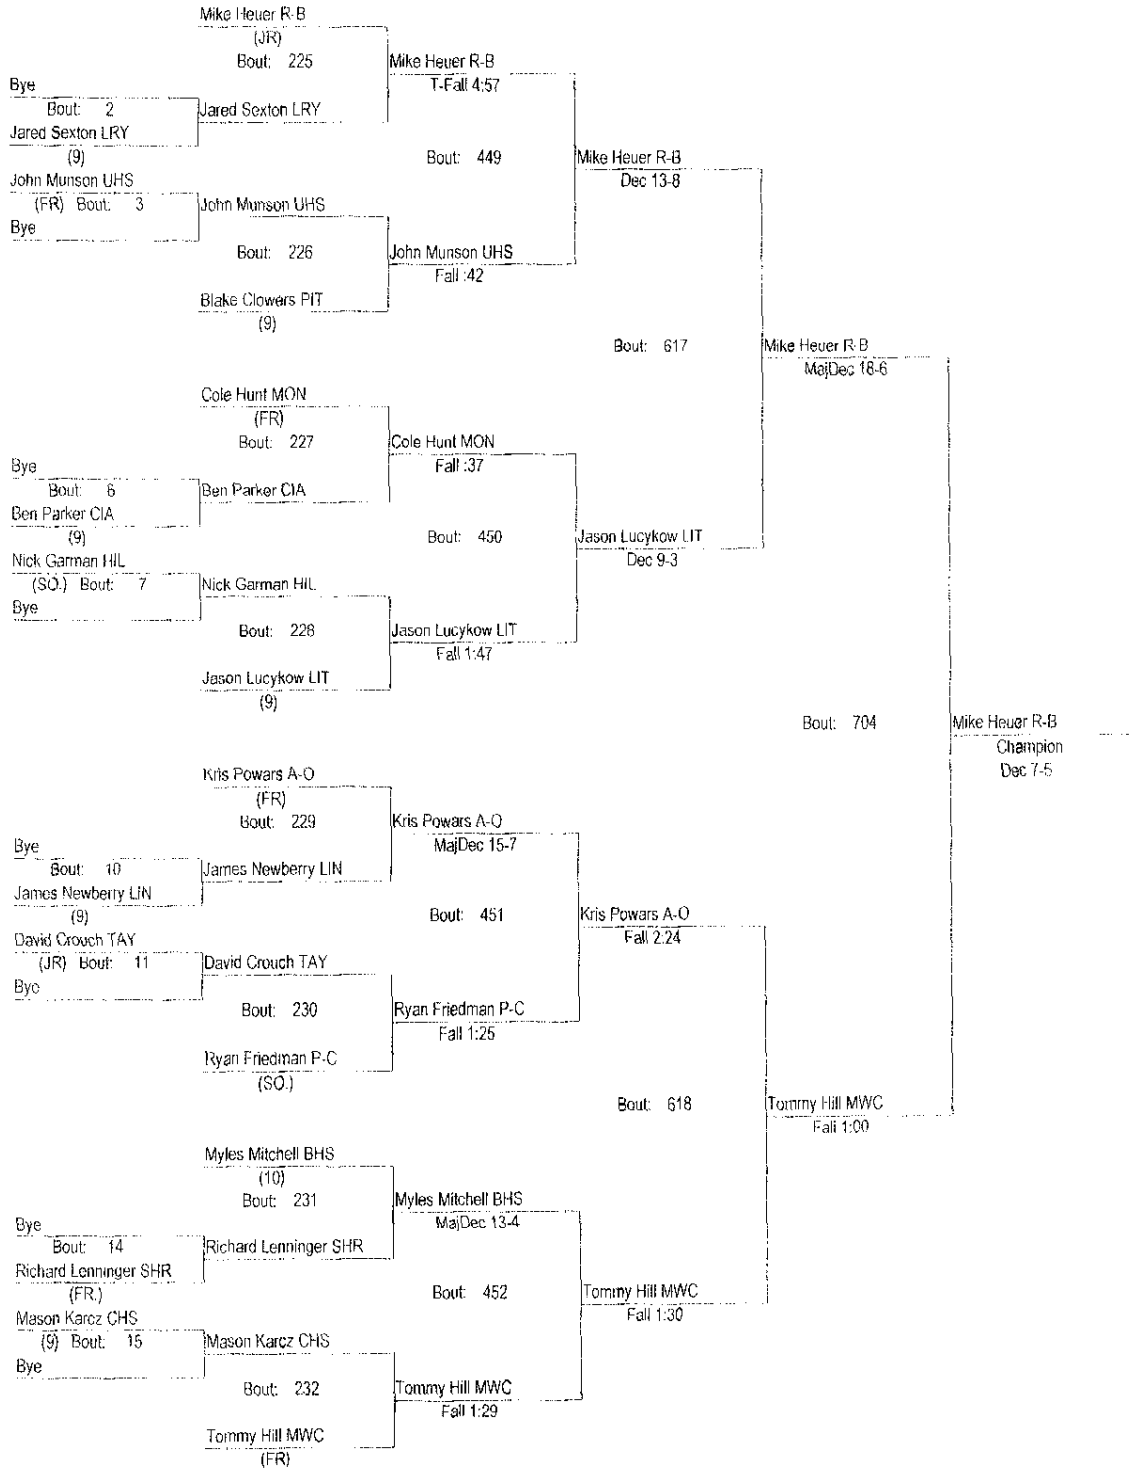 Mike Heuer R-B
(JR)
Bout: 225
Mike Heuer R-B
T-Fall 4:57
Bye
Bout: 2
Jared Sexton LRY
Jared Sexton LRY
(9)
Bout: 449
Mike Heuer R-B
Dec 13-8
John Munson UHS
(FR) Bout: 3
John Munson UHS
Bye
Bout: 226
John Munson UHS
Fall :42
Blake Clowers PIT
(9)
Bout: 617
Mike Heuer R-B
MajDec 18-6
Cole Hunt MON
(FR)
Bout: 227
Cole Hunt MON
Fall :37
Bye
Bout: 6
Ben Parker CIA
Ben Parker CIA
(9)
Bout: 450
Jason Lucykow LIT
Dec 9-3
Nick Garman HIL
(SO.) Bout: 7
Nick Garman HIL
Bye
Bout: 228
Jason Lucykow LIT
Fall 1:47
Jason Lucykow LIT
(9)
Bout: 704
Mike Heuer R-B
Champion
Dec 7-5
Kris Powars A-O
(FR)
Bout: 229
Kris Powars A-O
MajDec 15-7
Bye
Bout: 10
James Newberry LIN
James Newberry LIN
(9)
Bout: 451
Kris Powars A-O
Fall 2:24
David Crouch TAY
(JR) Bout: 11
David Crouch TAY
Bye
Bout: 230
Ryan Friedman P-C
Fall 1:25
Ryan Friedman P-C
(SO.)
Bout: 618
Tommy Hill MWC
Fall 1:00
Myles Mitchell BHS
(10)
Bout: 231
Myles Mitchell BHS
MajDec 13-4
Bye
Bout: 14
Richard Lenninger SHR
Richard Lenninger SHR
(FR.)
Bout: 452
Tommy Hill MWC
Fall 1:30
Mason Karcz CHS
(9) Bout: 15
Mason Karcz CHS
Bye
Bout: 232
Tommy Hill MWC
Fall 1:29
Tommy Hill MWC
(FR)